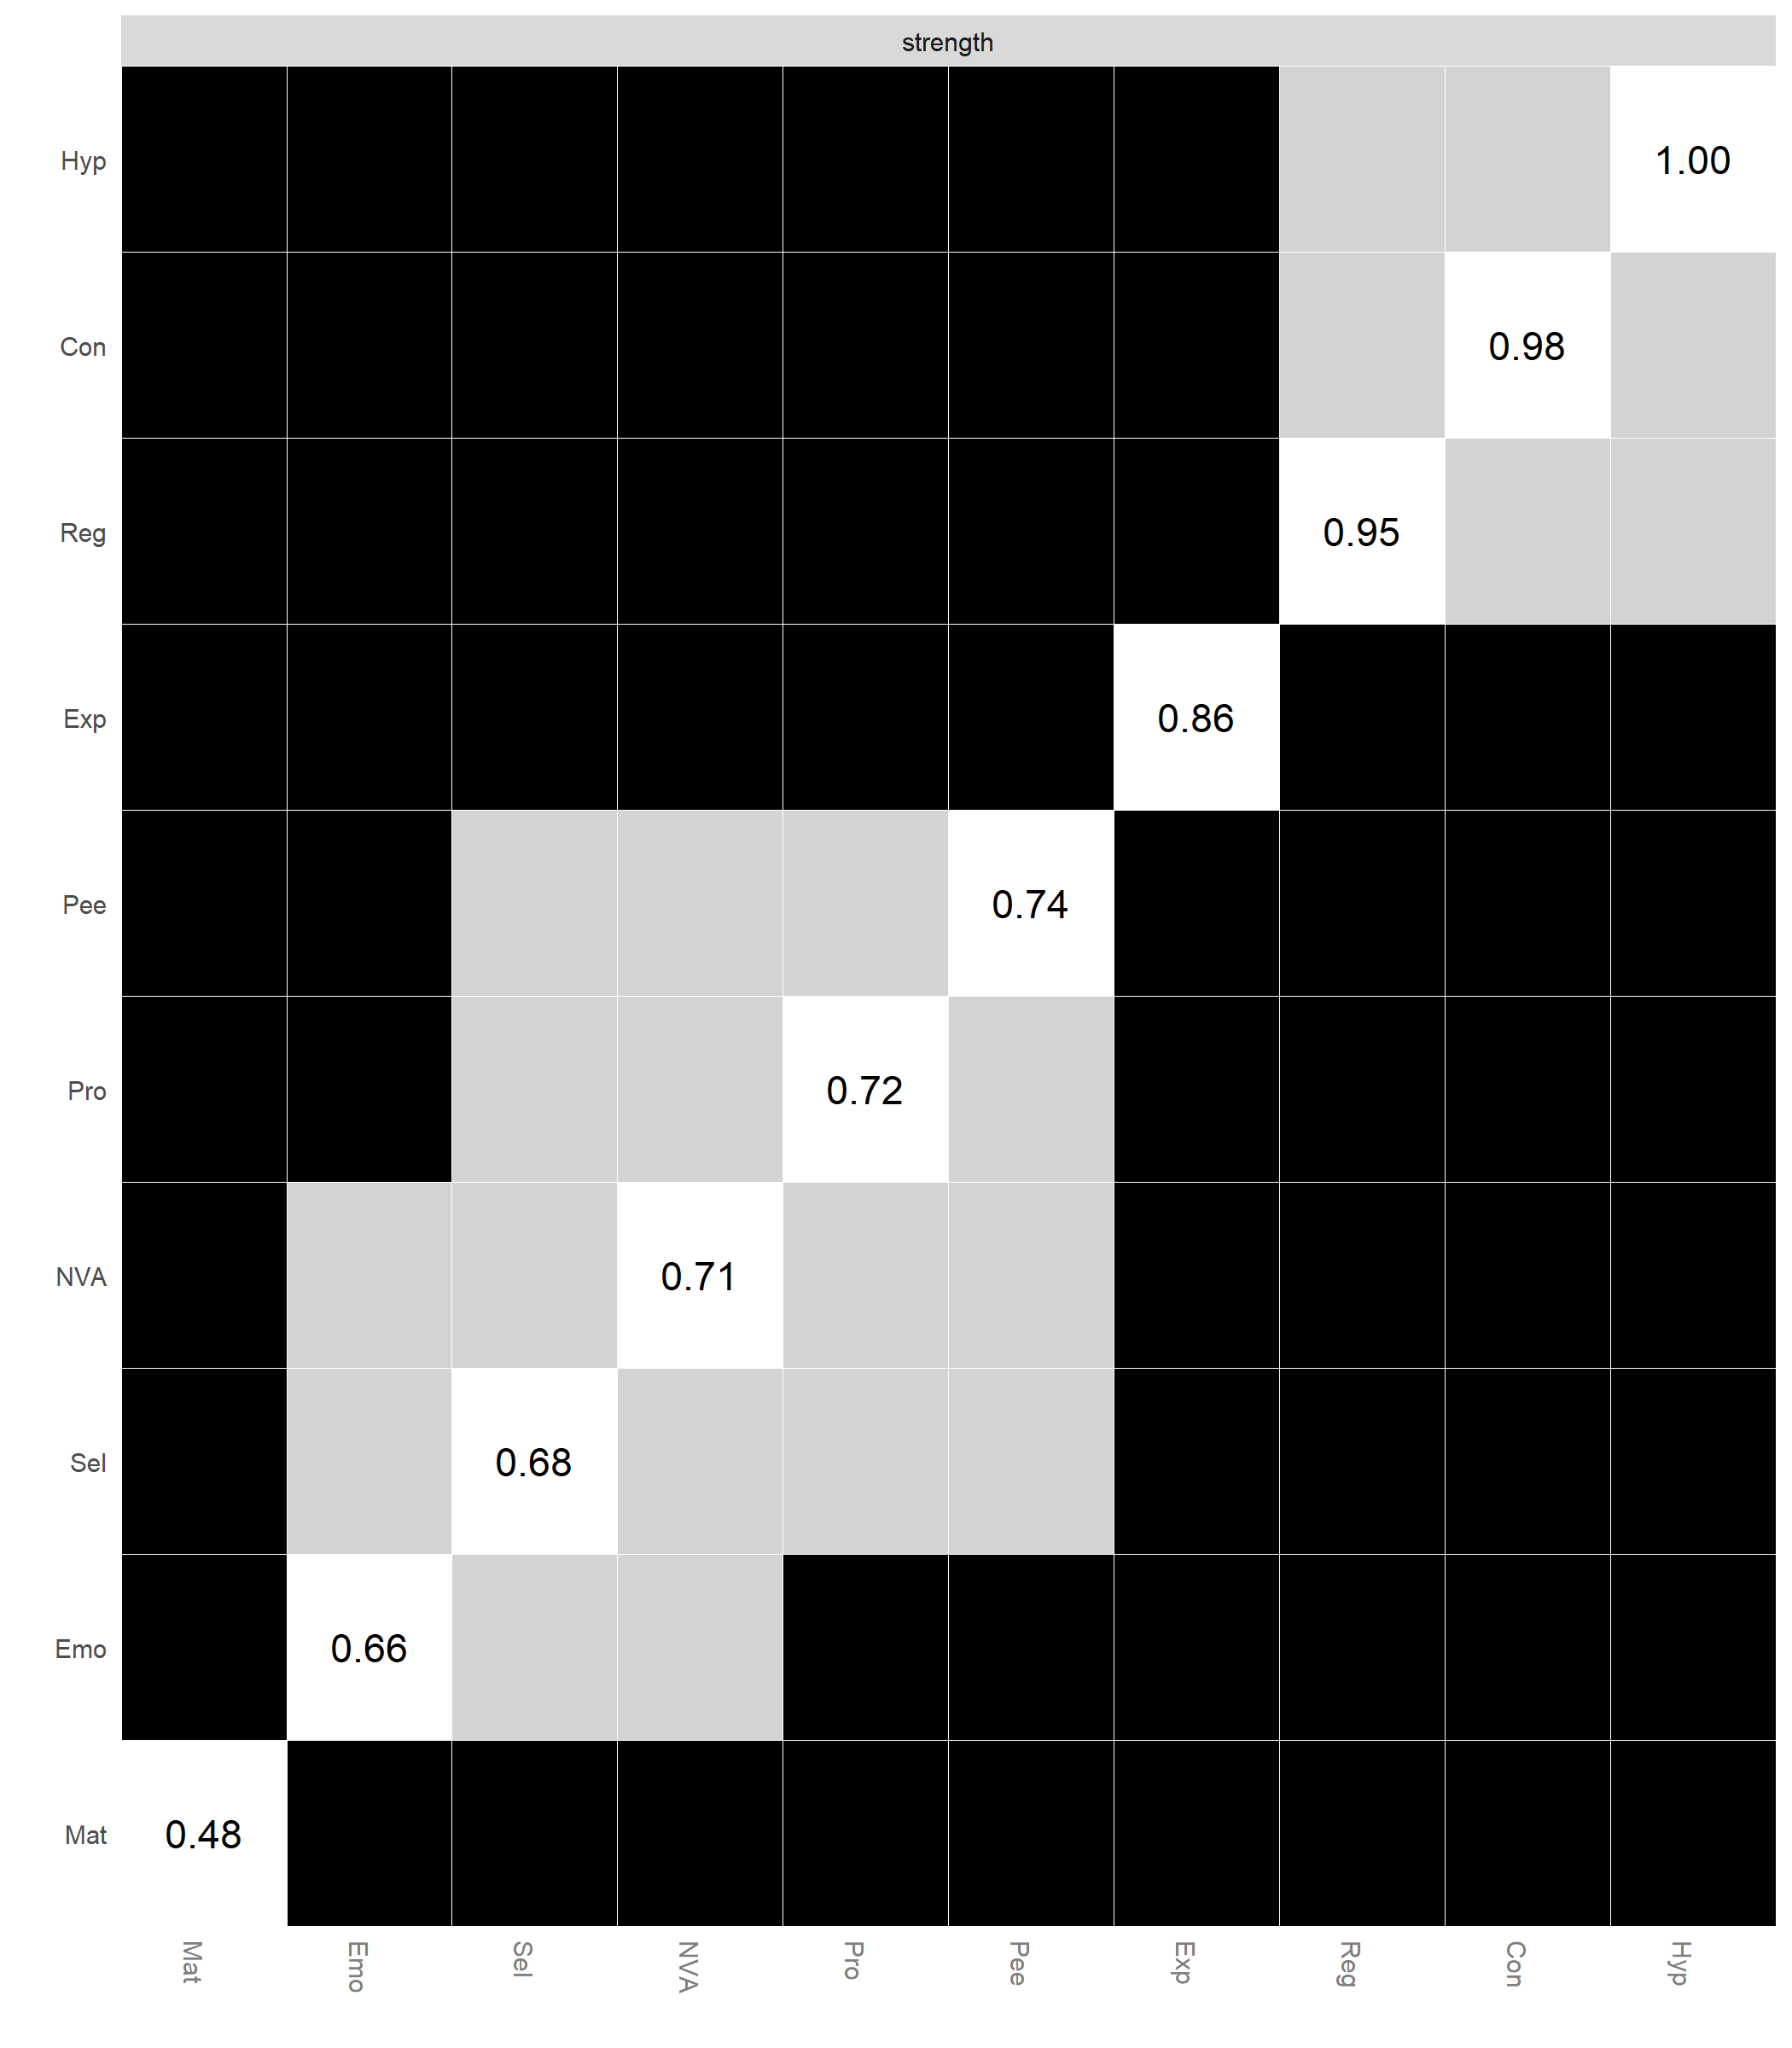 strength
Hyp 1.00
Con 0.98
Reg 0.95
Exp 0.86
Pee 0.74
Pro 0.72
NVA 0.71
Sel 0.68
Emo 0.66
Mat 0.48
Mat Emo Sel NVA Pro Pee Exp Reg Con Hyp